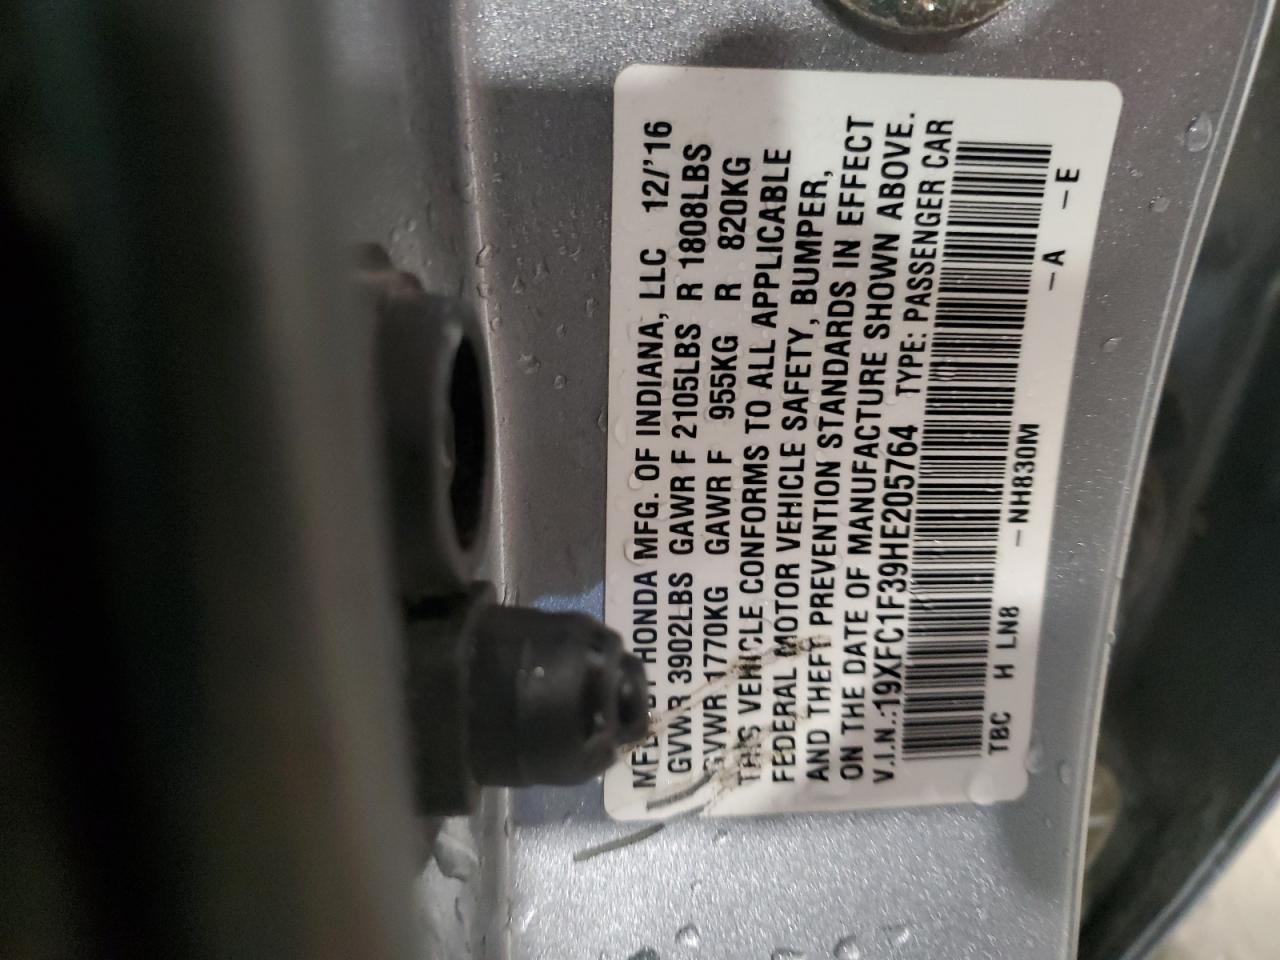 MFD. BY HONDA MFG. OF INDIANA, LLC 12/'16
GVWR 3902LBS GAWR F 2105LBS R 1808LBS
GVWR 1770KG GAWR F 955KG R 820KG
THIS VEHICLE CONFORMS TO ALL APPLICABLE
FEDERAL MOTOR VEHICLE SAFETY, BUMPER,
AND THEFT PREVENTION STANDARDS IN EFFECT
ON THE DATE OF MANUFACTURE SHOWN ABOVE.
V.I.N.:19XFC1F39HE205764 TYPE: PASSENGER CAR
TBC H LN8 –NH830M –A –E